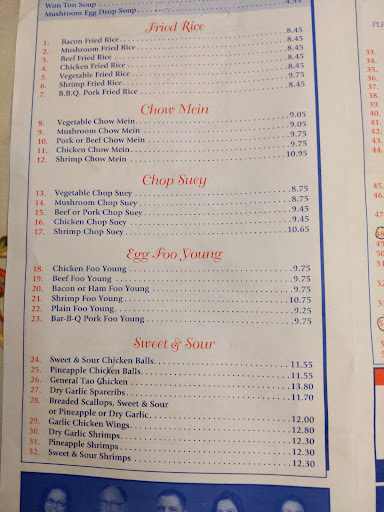 Won Ton Soup
Mushroom Egg Drop Soup 4.95
Fried Rice
1. Bacon Fried Rice 8.45
2. Mushroom Fried Rice 8.45
3. Beef Fried Rice 8.45
4. Chicken Fried Rice 8.45
5. Vegetable Fried Rice 8.45
6. Shrimp Fried Rice 9.75
7. B.B.Q. Pork Fried Rice 8.45
Chow Mein
8. Vegetable Chow Mein 9.05
9. Mushroom Chow Mein 9.05
10. Pork or Beef Chow Mein 9.75
11. Chicken Chow Mein 9.75
12. Shrimp Chow Mein 10.95
Chop Suey
13. Vegetable Chop Suey 8.75
14. Mushroom Chop Suey 8.75
15. Beef or Pork Chop Suey 9.45
16. Chicken Chop Suey 9.45
17. Shrimp Chop Suey 10.65
Egg Foo Young
18. Chicken Foo Young 9.75
19. Beef Foo Young 9.75
20. Bacon or Ham Foo Young 9.75
21. Shrimp Foo Young 10.75
22. Plain Foo Young 9.25
23. Bar-B-Q Pork Foo Young 9.75
Sweet & Sour
24. Sweet & Sour Chicken Balls 11.55
25. Pineapple Chicken Balls 11.55
26. General Tao Chicken 13.80
27. Dry Garlic Spareribs 11.70
28. Breaded Scallops, Sweet & Sour
or Pineapple or Dry Garlic 12.00
29. Garlic Chicken Wings 12.80
30. Dry Garlic Shrimps 12.30
31. Pineapple Shrimps 12.30
32. Sweet & Sour Shrimps 12.30